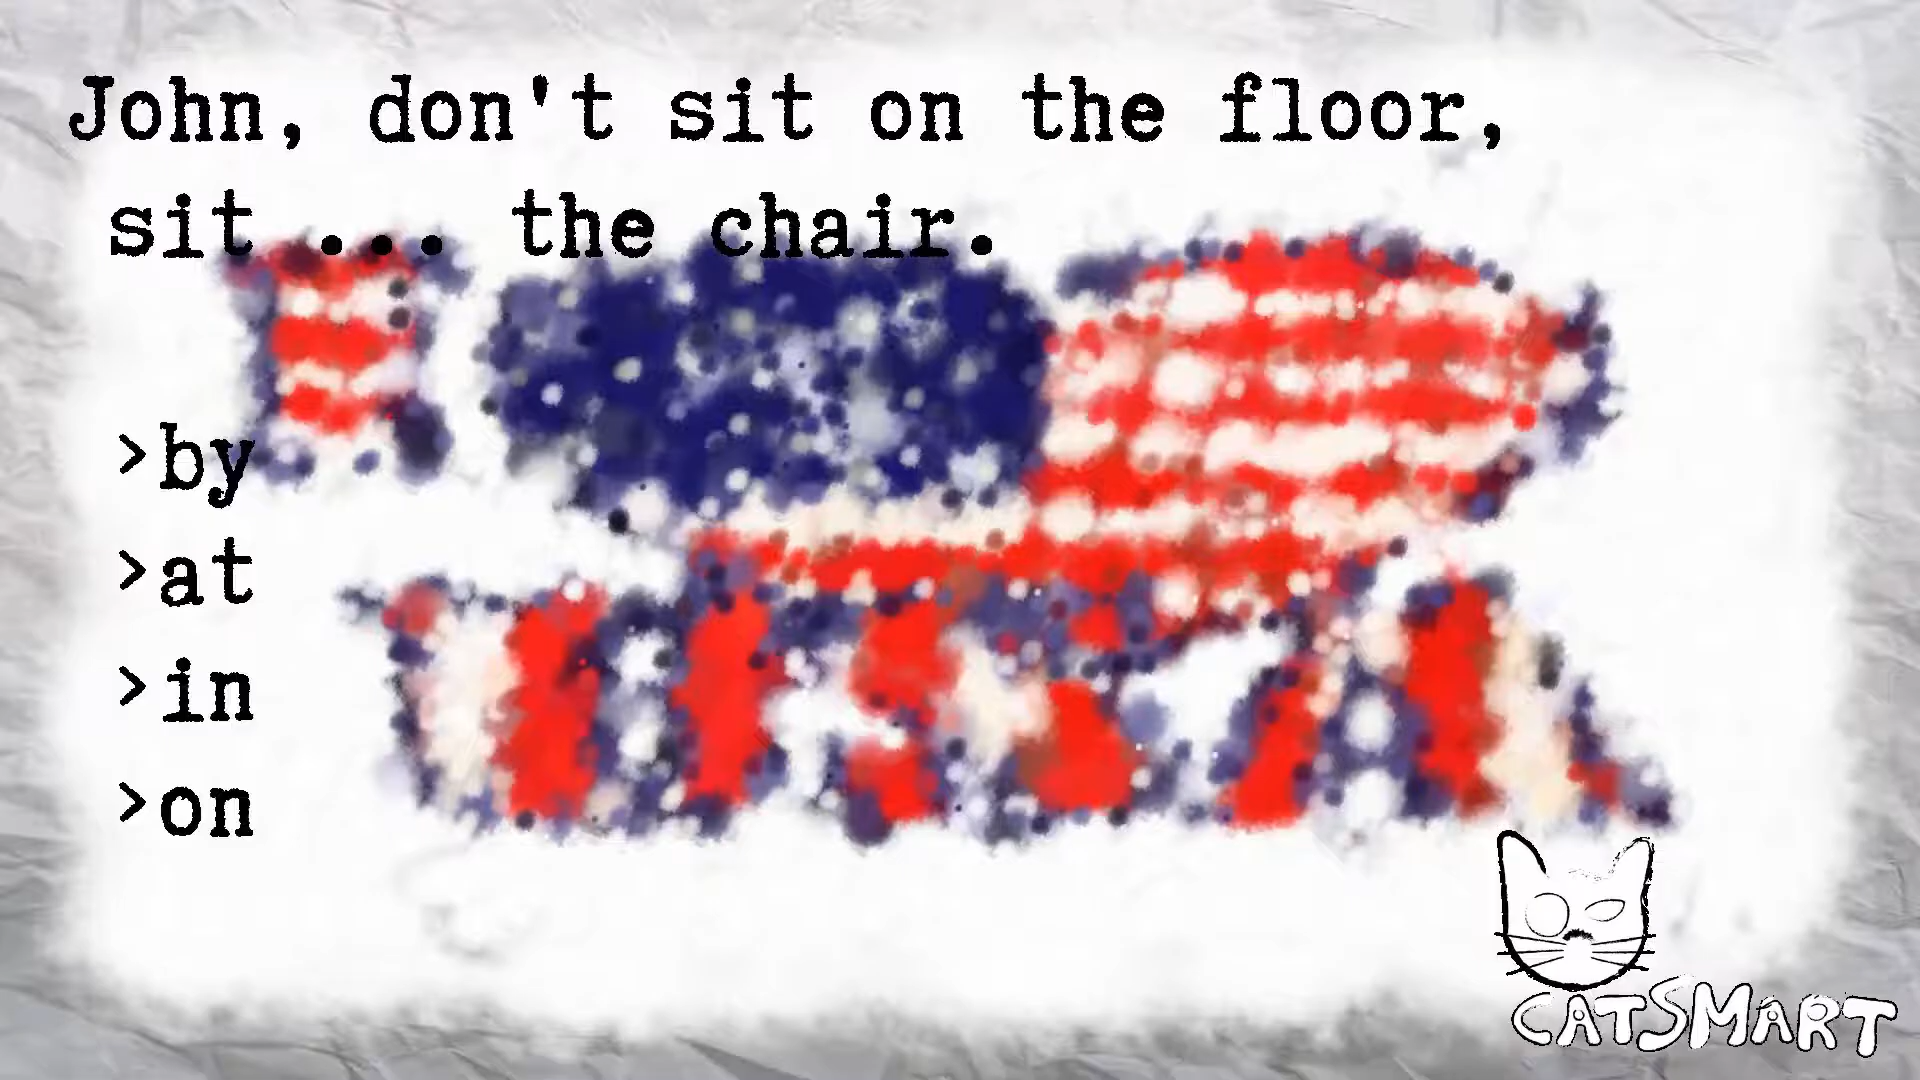 John, don't sit on the floor,
sit ... the chair.
>by
>at
>in
>on
CATSMART